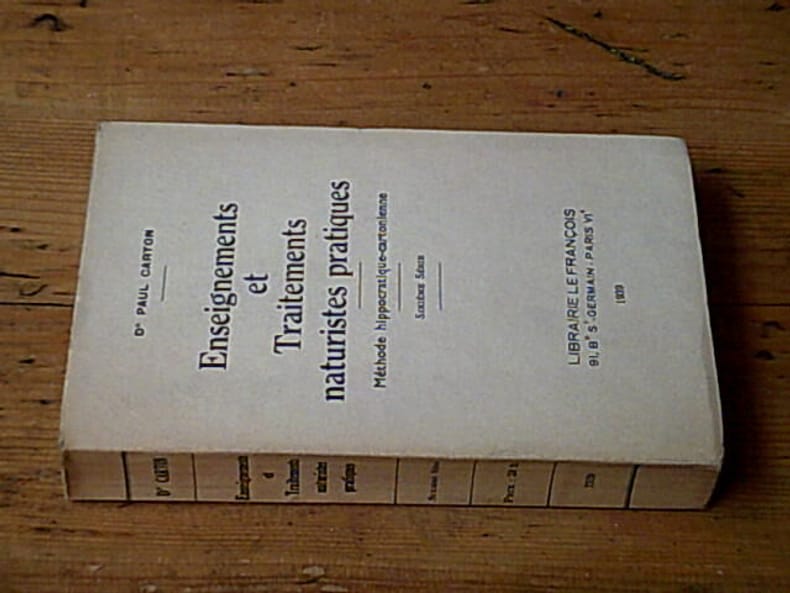 Dr PAUL CARTON
Enseignements
et
Traitements
naturistes pratiques
Méthode hippocratique-cartonienne
Sixième Série
LIBRAIRIE LE FRANÇOIS
91, Bd St-GERMAIN : PARIS VIe
1939
Dr CARTON
Enseignements
et
Traitements
naturistes
pratiques